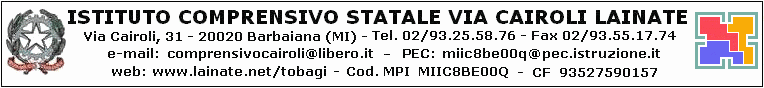 ISTITUTO COMPRENSIVO STATALE VIA CAIROLI LAINATE
Via Cairoli, 31 - 20020 Barbaiana (MI) - Tel. 02/93.25.58.76 - Fax 02/93.55.17.74
e-mail: comprensivocairoli@libero.it - PEC: miic8be00q@pec.istruzione.it
web: www.lainate.net/tobagi - Cod. MPI MIIC8BE00Q - CF 93527590157